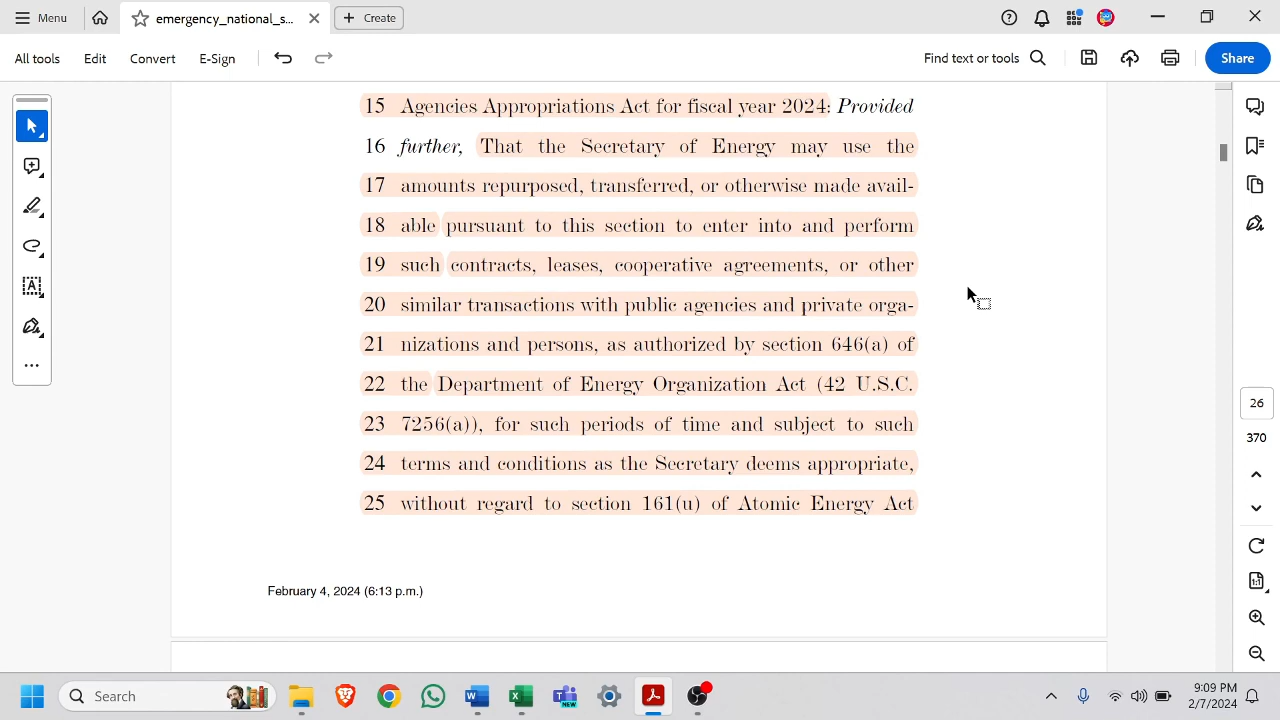 Menu
emergency_national_s...
Create
All tools
Edit
Convert
E-Sign
Find text or tools
Share
15 Agencies Appropriations Act for fiscal year 2024: Provided
16 further, That the Secretary of Energy may use the
17 amounts repurposed, transferred, or otherwise made avail-
18 able pursuant to this section to enter into and perform
19 such contracts, leases, cooperative agreements, or other
20 similar transactions with public agencies and private orga-
21 nizations and persons, as authorized by section 646(a) of
22 the Department of Energy Organization Act (42 U.S.C.
23 7256(a)), for such periods of time and subject to such
24 terms and conditions as the Secretary deems appropriate,
25 without regard to section 161(u) of Atomic Energy Act
February 4, 2024 (6:13 p.m.)
26
370
1:1
Search
NEW
9:09 PM
2/7/2024